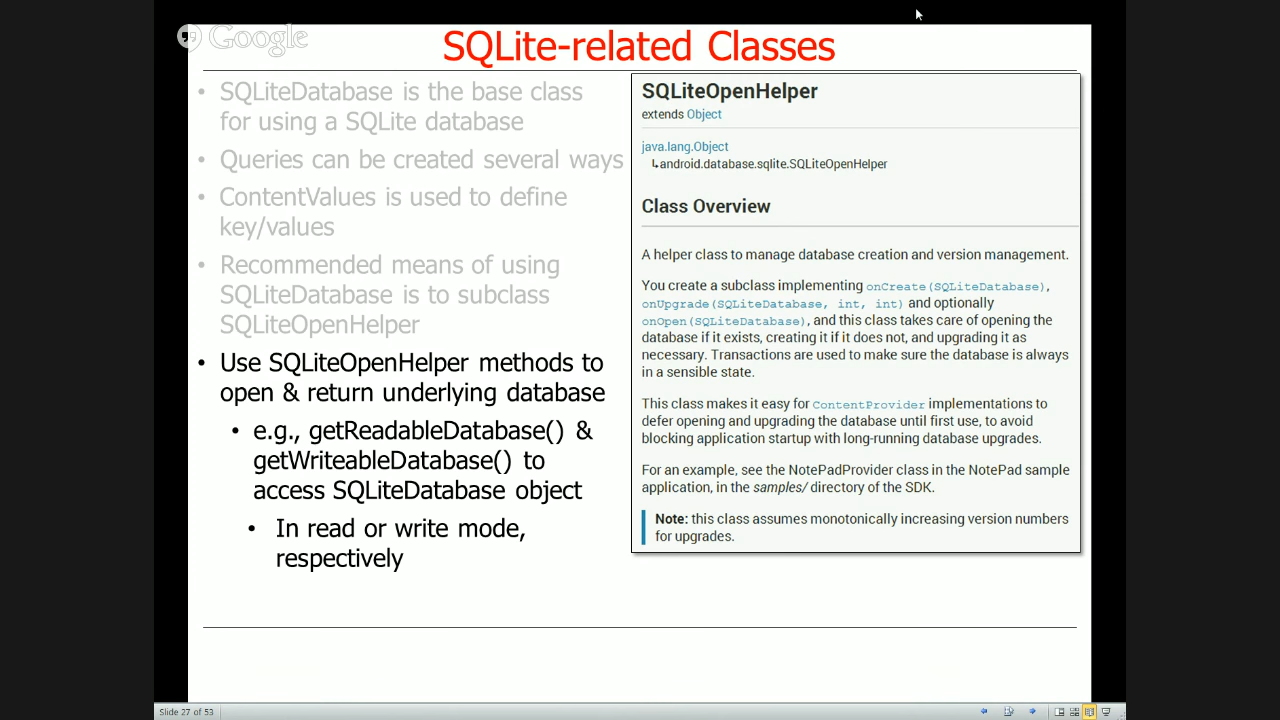 Google
SQLite-related Classes
• SQLiteDatabase is the base class
for using a SQLite database
• Queries can be created several ways
• ContentValues is used to define
key/values
• Recommended means of using
SQLiteDatabase is to subclass
SQLiteOpenHelper
• Use SQLiteOpenHelper methods to
open & return underlying database
• e.g., getReadableDatabase() &
getWriteableDatabase() to
access SQLiteDatabase object
• In read or write mode,
respectively
SQLiteOpenHelper
extends Object
java.lang.Object
↳android.database.sqlite.SQLiteOpenHelper
Class Overview
A helper class to manage database creation and version management.
You create a subclass implementing onCreate(SQLiteDatabase),
onUpgrade(SQLiteDatabase, int, int) and optionally
onOpen(SQLiteDatabase), and this class takes care of opening the
database if it exists, creating it if it does not, and upgrading it as
necessary. Transactions are used to make sure the database is always
in a sensible state.
This class makes it easy for ContentProvider implementations to
defer opening and upgrading the database until first use, to avoid
blocking application startup with long-running database upgrades.
For an example, see the NotePadProvider class in the NotePad sample
application, in the samples/ directory of the SDK.
Note: this class assumes monotonically increasing version numbers
for upgrades.
Slide 27 of 53